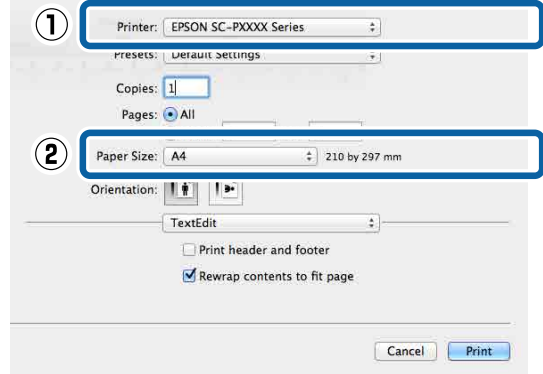 ① Printer: EPSON SC-PXXXX Series
Presets: Default Settings
Copies: 1
Pages: All
② Paper Size: A4 210 by 297 mm
Orientation:
TextEdit
Print header and footer
Rewrap contents to fit page
Cancel Print